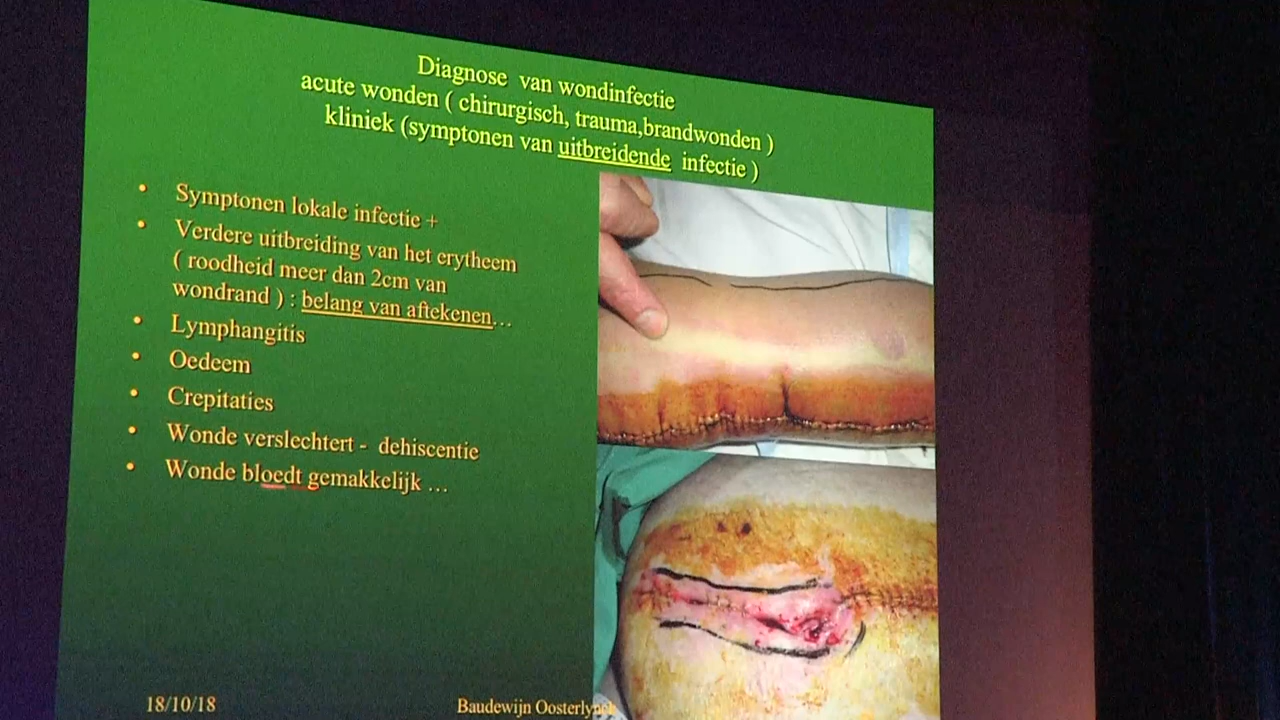 Diagnose van wondinfectie
acute wonden ( chirurgisch, trauma,brandwonden )
kliniek (symptonen van uitbreidende infectie )
• Symptonen lokale infectie +
• Verdere uitbreiding van het erytheem
( roodheid meer dan 2cm van
wondrand ) : belang van aftekenen…
• Lymphangitis
• Oedeem
• Crepitaties
• Wonde verslechtert - dehiscentie
• Wonde bloedt gemakkelijk …
18/10/18
Baudewijn Oosterlynck